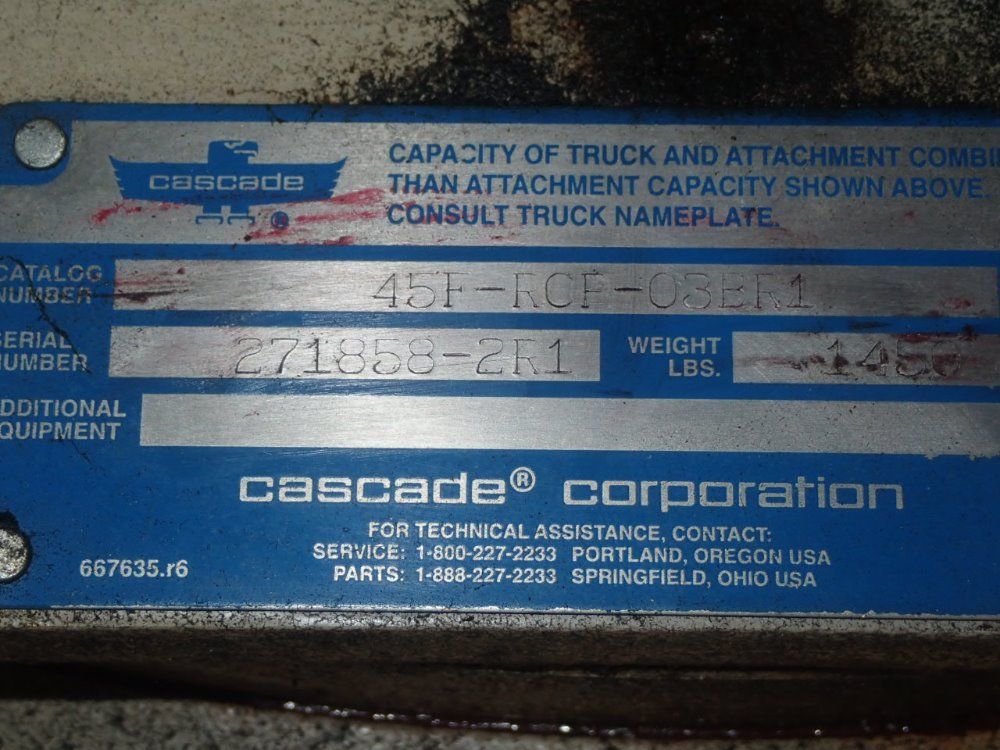 cascade ®
CAPACITY OF TRUCK AND ATTACHMENT COMBI
THAN ATTACHMENT CAPACITY SHOWN ABOVE.
CONSULT TRUCK NAMEPLATE.
CATALOG
NUMBER 45F-RCF-03BR1
SERIAL
NUMBER 271858-2R1
WEIGHT
LBS. 1450
DDITIONAL
QUIPMENT
cascade® corporation
FOR TECHNICAL ASSISTANCE, CONTACT:
SERVICE: 1-800-227-2233 PORTLAND, OREGON USA
PARTS: 1-888-227-2233 SPRINGFIELD, OHIO USA
667635.r6